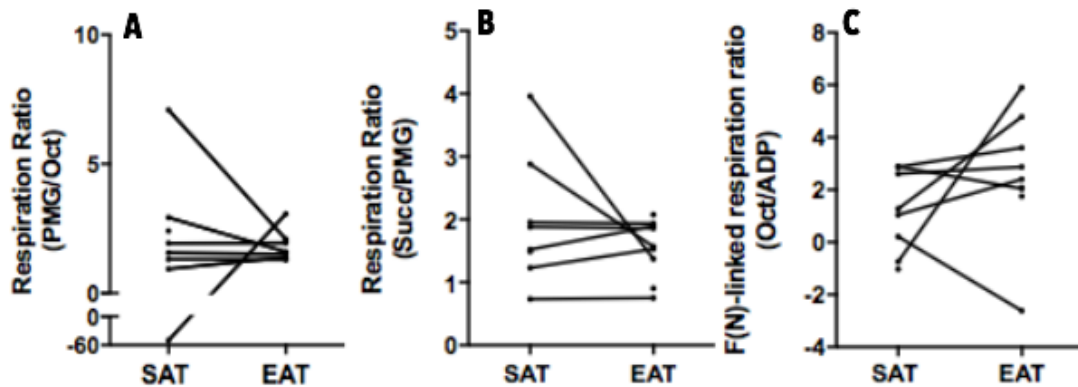 A
Respiration Ratio
(PMG/Oct)
10
5
0
0
-60
SAT EAT
B
Respiration Ratio
(Succ/PMG)
5
4
3
2
1
0
SAT EAT
C
F(N)-linked respiration ratio
(Oct/ADP)
8
6
4
2
0
-2
-4
SAT EAT